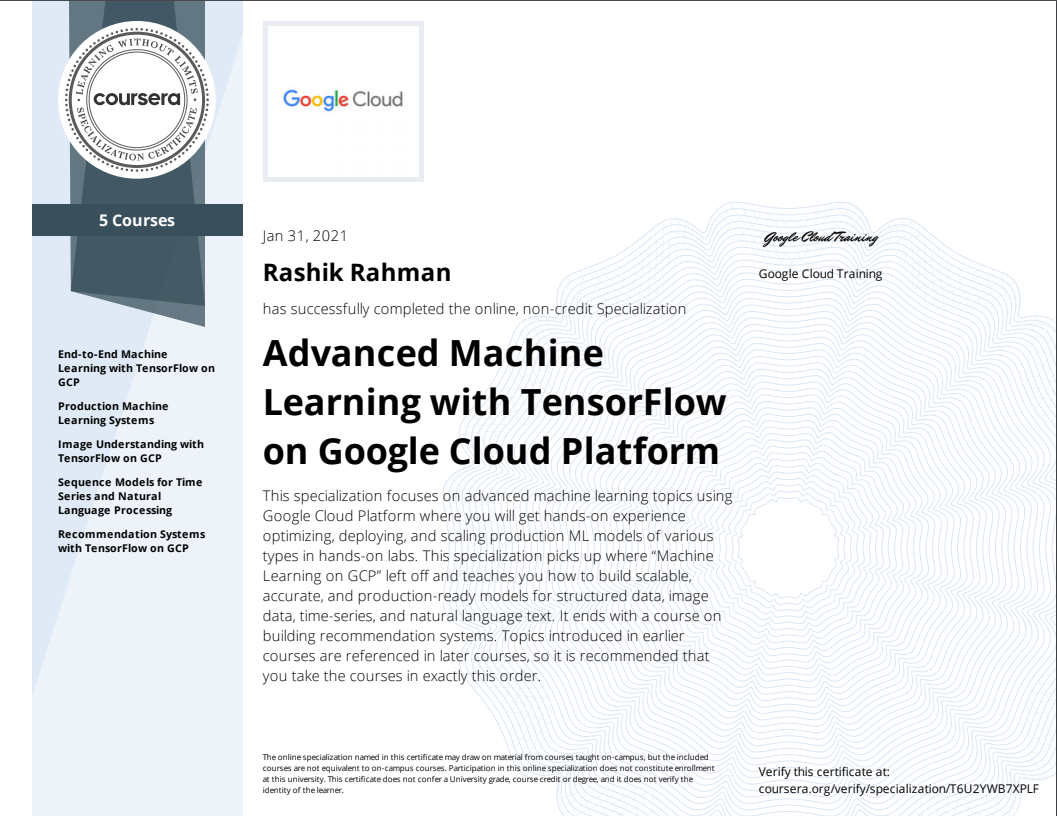 LEARNING WITHOUT LIMITS
coursera
SPECIALIZATION CERTIFICATE
5 Courses
End-to-End Machine
Learning with TensorFlow on
GCP
Production Machine
Learning Systems
Image Understanding with
TensorFlow on GCP
Sequence Models for Time
Series and Natural
Language Processing
Recommendation Systems
with TensorFlow on GCP
Google Cloud
Jan 31, 2021
Rashik Rahman
has successfully completed the online, non-credit Specialization
Advanced Machine
Learning with TensorFlow
on Google Cloud Platform
This specialization focuses on advanced machine learning topics using
Google Cloud Platform where you will get hands-on experience
optimizing, deploying, and scaling production ML models of various
types in hands-on labs. This specialization picks up where “Machine
Learning on GCP” left off and teaches you how to build scalable,
accurate, and production-ready models for structured data, image
data, time-series, and natural language text. It ends with a course on
building recommendation systems. Topics introduced in earlier
courses are referenced in later courses, so it is recommended that
you take the courses in exactly this order.
The online specialization named in this certificate may draw on material from courses taught on-campus, but the included
courses are not equivalent to on-campus courses. Participation in this online specialization does not constitute enrollment
at this university. This certificate does not confer a University grade, course credit or degree, and it does not verify the
identity of the learner.
Google Cloud Training
Google Cloud Training
Verify this certificate at:
coursera.org/verify/specialization/T6U2YWB7XPLF